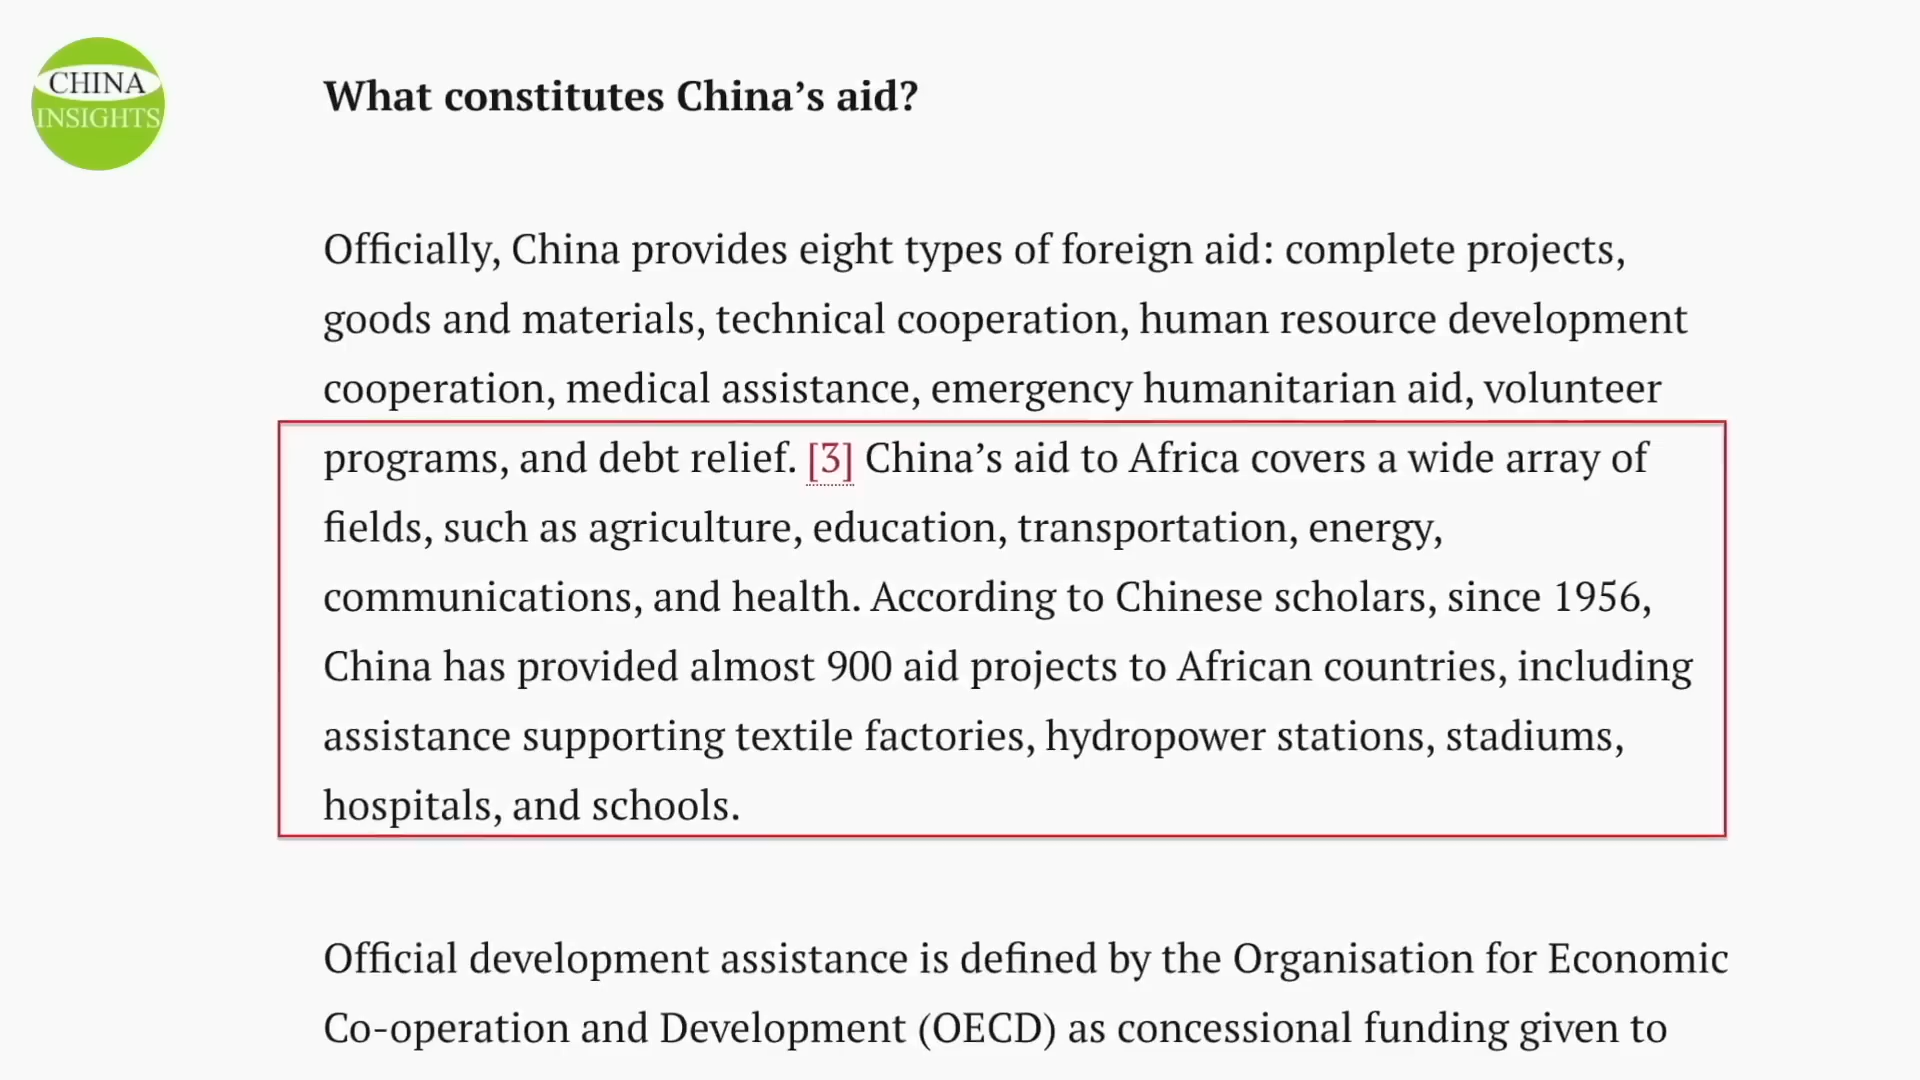 CHINA
INSIGHTS
What constitutes China’s aid?
Officially, China provides eight types of foreign aid: complete projects,
goods and materials, technical cooperation, human resource development
cooperation, medical assistance, emergency humanitarian aid, volunteer
programs, and debt relief. [3] China’s aid to Africa covers a wide array of
fields, such as agriculture, education, transportation, energy,
communications, and health. According to Chinese scholars, since 1956,
China has provided almost 900 aid projects to African countries, including
assistance supporting textile factories, hydropower stations, stadiums,
hospitals, and schools.
Official development assistance is defined by the Organisation for Economic
Co-operation and Development (OECD) as concessional funding given to